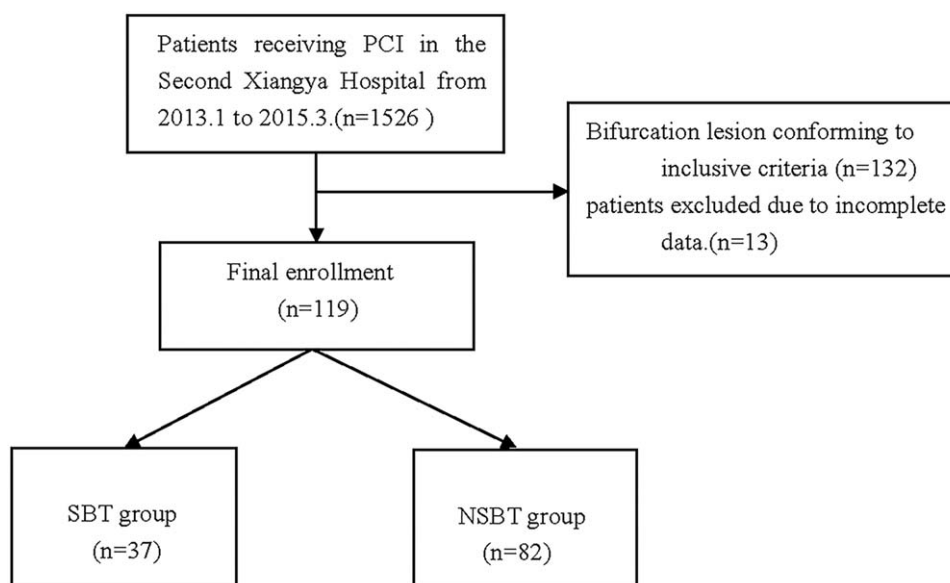 Patients receiving PCI in the
Second Xiangya Hospital from
2013.1 to 2015.3.(n=1526 )
Bifurcation lesion conforming to
inclusive criteria (n=132)
patients excluded due to incomplete
data.(n=13)
Final enrollment
(n=119)
SBT group
(n=37)
NSBT group
(n=82)